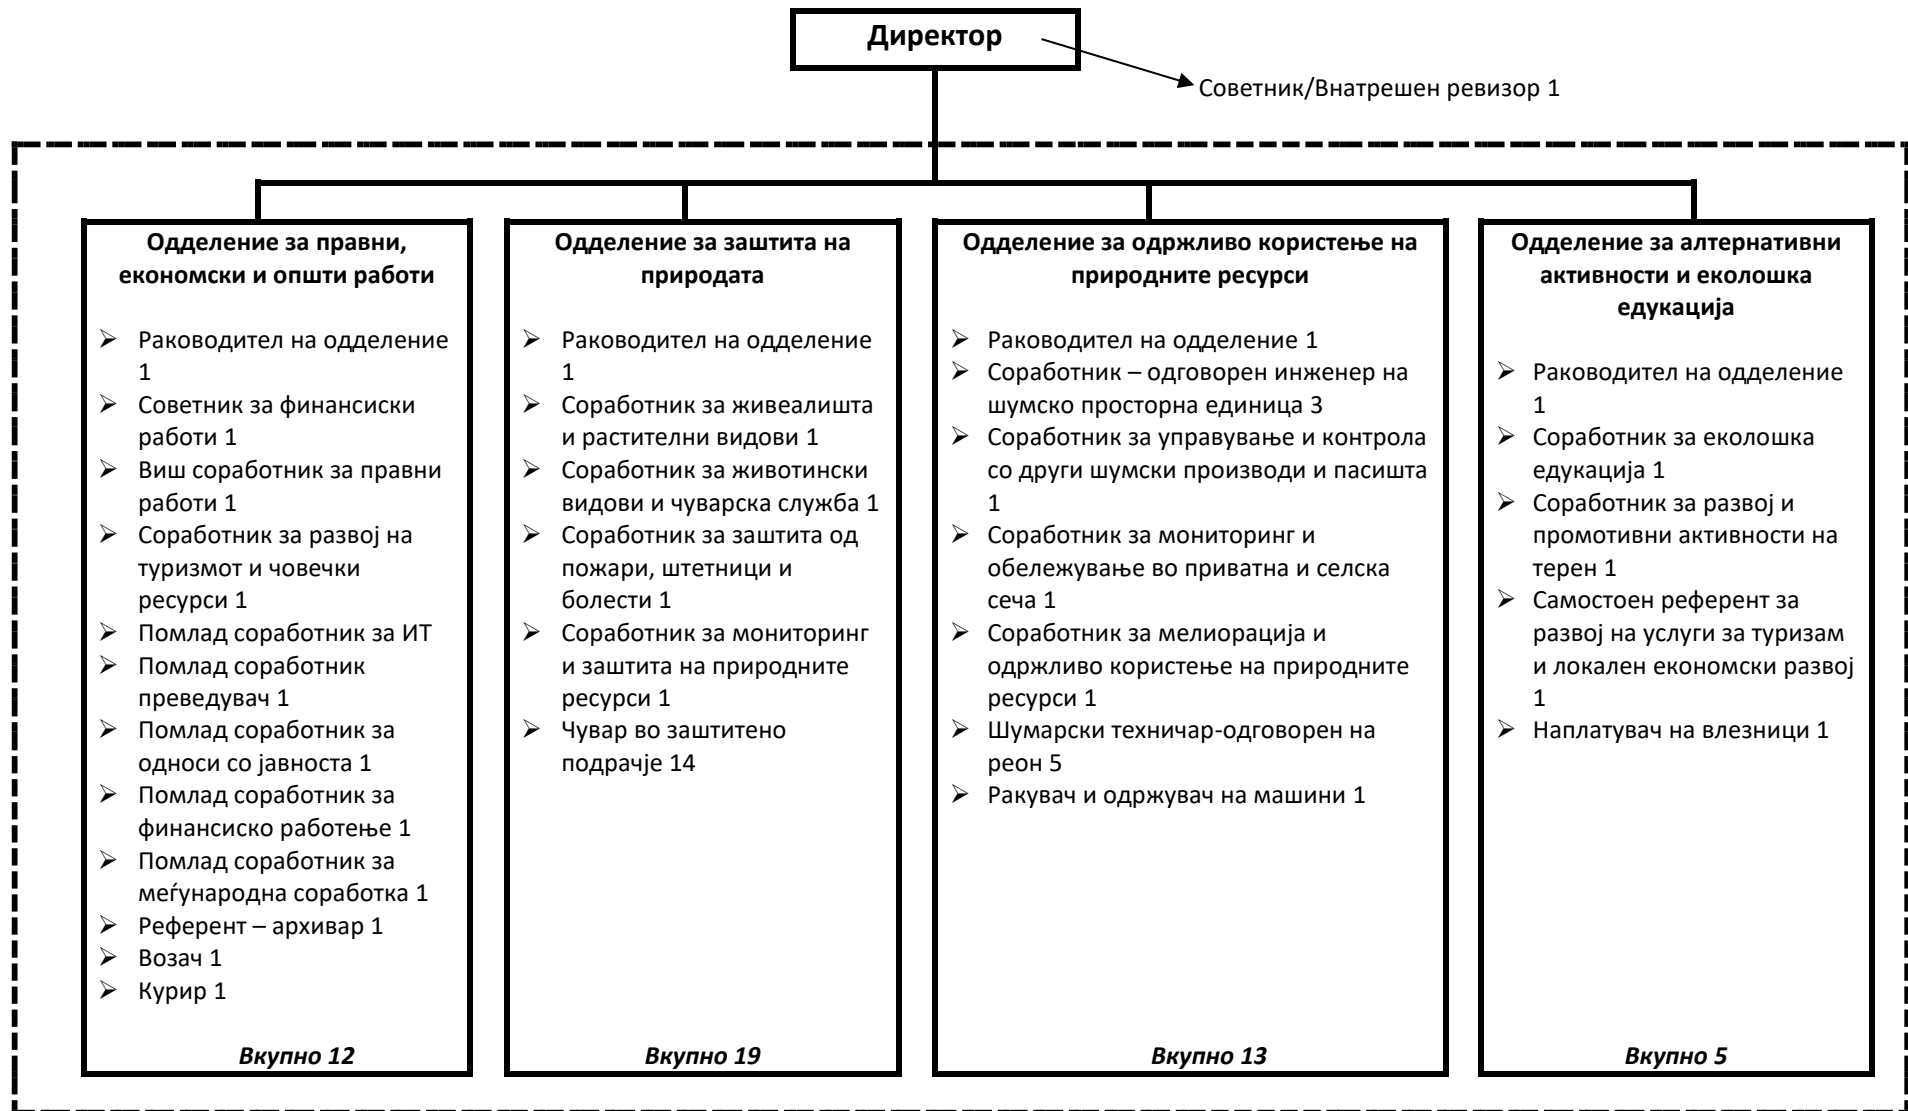 Директор
Советник/Внатрешен ревизор 1
Одделение за правни,
економски и општи работи
Раководител на одделение
1
Советник за финансиски
работи 1
Виш соработник за правни
работи 1
Соработник за развој на
туризмот и човечки
ресурси 1
Помлад соработник за ИТ
Помлад соработник
преведувач 1
Помлад соработник за
односи со јавноста 1
Помлад соработник за
финансиско работење 1
Помлад соработник за
меѓународна соработка 1
Референт – архивар 1
Возач 1
Курир 1
Вкупно 12
Одделение за заштита на
природата
Раководител на одделение
1
Соработник за живеалишта
и растителни видови 1
Соработник за животински
видови и чуварска служба 1
Соработник за заштита од
пожари, штетници и
болести 1
Соработник за мониторинг
и заштита на природните
ресурси 1
Чувар во заштитено
подрачје 14
Вкупно 19
Одделение за одржливо користење на
природните ресурси
Раководител на одделение 1
Соработник – одговорен инженер на
шумско просторна единица 3
Соработник за управување и контрола
со други шумски производи и пасишта
1
Соработник за мониторинг и
обележување во приватна и селска
сеча 1
Соработник за мелиорација и
одржливо користење на природните
ресурси 1
Шумарски техничар-одговорен на
реон 5
Ракувач и одржувач на машини 1
Вкупно 13
Одделение за алтернативни
активности и еколошка
едукација
Раководител на одделение
1
Соработник за еколошка
едукација 1
Соработник за развој и
промотивни активности на
терен 1
Самостоен референт за
развој на услуги за туризам
и локален економски развој
1
Наплатувач на влезници 1
Вкупно 5